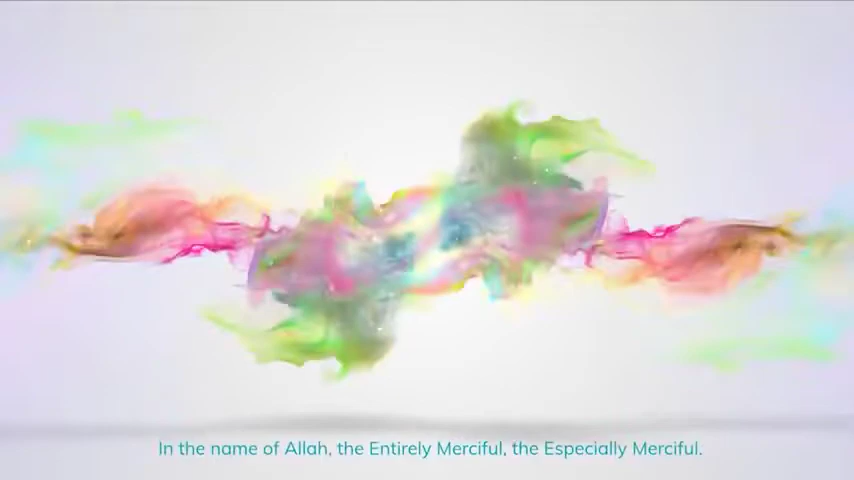 In the name of Allah, the Entirely Merciful, the Especially Merciful.